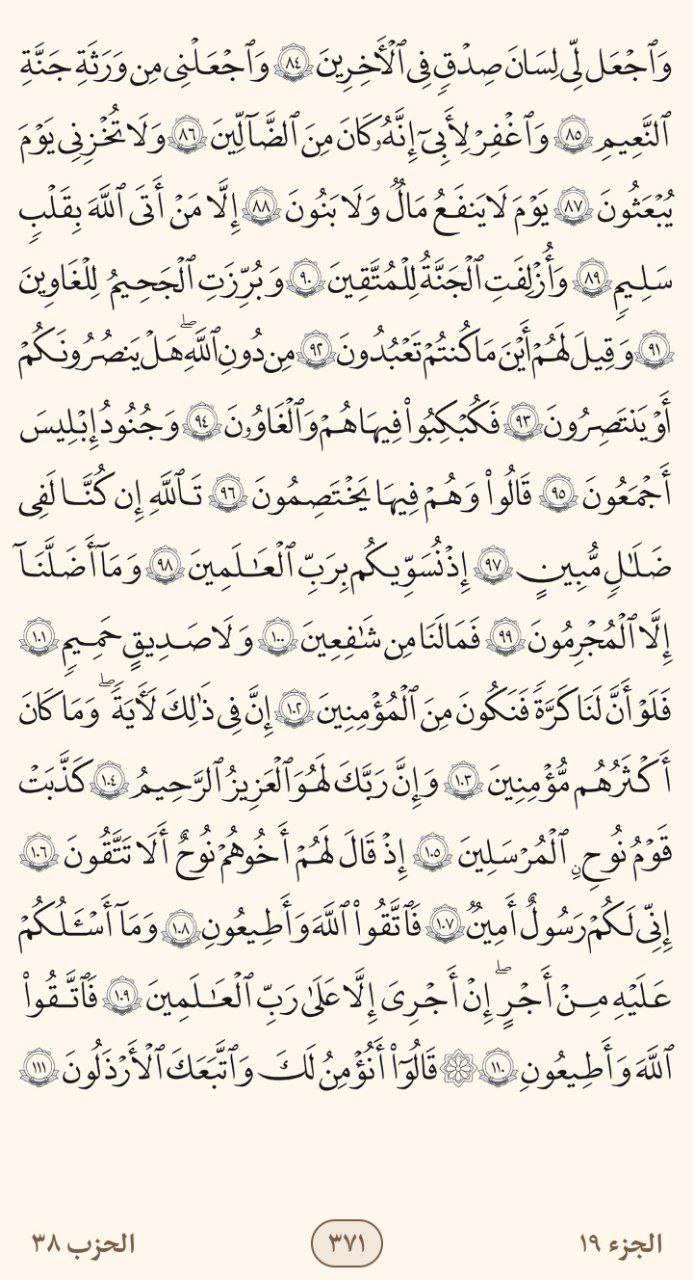 وَٱجۡعَل لِّي لِسَانَ صِدۡقٖ فِي ٱلۡأٓخِرِينَ ٨٤ وَٱجۡعَلۡنِي مِن وَرَثَةِ جَنَّةِ
ٱلنَّعِيمِ ٨٥ وَٱغۡفِرۡ لِأَبِيٓ إِنَّهُۥ كَانَ مِنَ ٱلضَّآلِّينَ ٨٦ وَلَا تُخۡزِنِي يَوۡمَ
يُبۡعَثُونَ ٨٧ يَوۡمَ لَا يَنفَعُ مَالٞ وَلَا بَنُونَ ٨٨ إِلَّا مَنۡ أَتَى ٱللَّهَ بِقَلۡبٖ
سَلِيمٖ ٨٩ وَأُزۡلِفَتِ ٱلۡجَنَّةُ لِلۡمُتَّقِينَ ٩٠ وَبُرِّزَتِ ٱلۡجَحِيمُ لِلۡغَاوِينَ
٩١ وَقِيلَ لَهُمۡ أَيۡنَ مَا كُنتُمۡ تَعۡبُدُونَ ٩٢ مِن دُونِ ٱللَّهِۖ هَلۡ يَنصُرُونَكُمۡ
أَوۡ يَنتَصِرُونَ ٩٣ فَكُبۡكِبُواْ فِيهَا هُمۡ وَٱلۡغَاوُۥنَ ٩٤ وَجُنُودُ إِبۡلِيسَ
أَجۡمَعُونَ ٩٥ قَالُواْ وَهُمۡ فِيهَا يَخۡتَصِمُونَ ٩٦ تَٱللَّهِ إِن كُنَّا لَفِي
ضَلَٰلٖ مُّبِينٍ ٩٧ إِذۡ نُسَوِّيكُم بِرَبِّ ٱلۡعَٰلَمِينَ ٩٨ وَمَآ أَضَلَّنَآ
إِلَّا ٱلۡمُجۡرِمُونَ ٩٩ فَمَا لَنَا مِن شَٰفِعِينَ ١٠٠ وَلَا صَدِيقٍ حَمِيمٖ ١٠١
فَلَوۡ أَنَّ لَنَا كَرَّةٗ فَنَكُونَ مِنَ ٱلۡمُؤۡمِنِينَ ١٠٢ إِنَّ فِي ذَٰلِكَ لَأٓيَةٗۖ وَمَا كَانَ
أَكۡثَرُهُم مُّؤۡمِنِينَ ١٠٣ وَإِنَّ رَبَّكَ لَهُوَ ٱلۡعَزِيزُ ٱلرَّحِيمُ ١٠٤ كَذَّبَتۡ
قَوۡمُ نُوحٍ ٱلۡمُرۡسَلِينَ ١٠٥ إِذۡ قَالَ لَهُمۡ أَخُوهُمۡ نُوحٌ أَلَا تَتَّقُونَ ١٠٦
إِنِّي لَكُمۡ رَسُولٌ أَمِينٞ ١٠٧ فَٱتَّقُواْ ٱللَّهَ وَأَطِيعُونِ ١٠٨ وَمَآ أَسۡـَٔلُكُمۡ
عَلَيۡهِ مِنۡ أَجۡرٍۖ إِنۡ أَجۡرِيَ إِلَّا عَلَىٰ رَبِّ ٱلۡعَٰلَمِينَ ١٠٩ فَٱتَّقُواْ
ٱللَّهَ وَأَطِيعُونِ ١١٠ ۞ قَالُوٓاْ أَنُؤۡمِنُ لَكَ وَٱتَّبَعَكَ ٱلۡأَرۡذَلُونَ ١١١
الجزء ١٩ ٣٧١ الحزب ٣٨